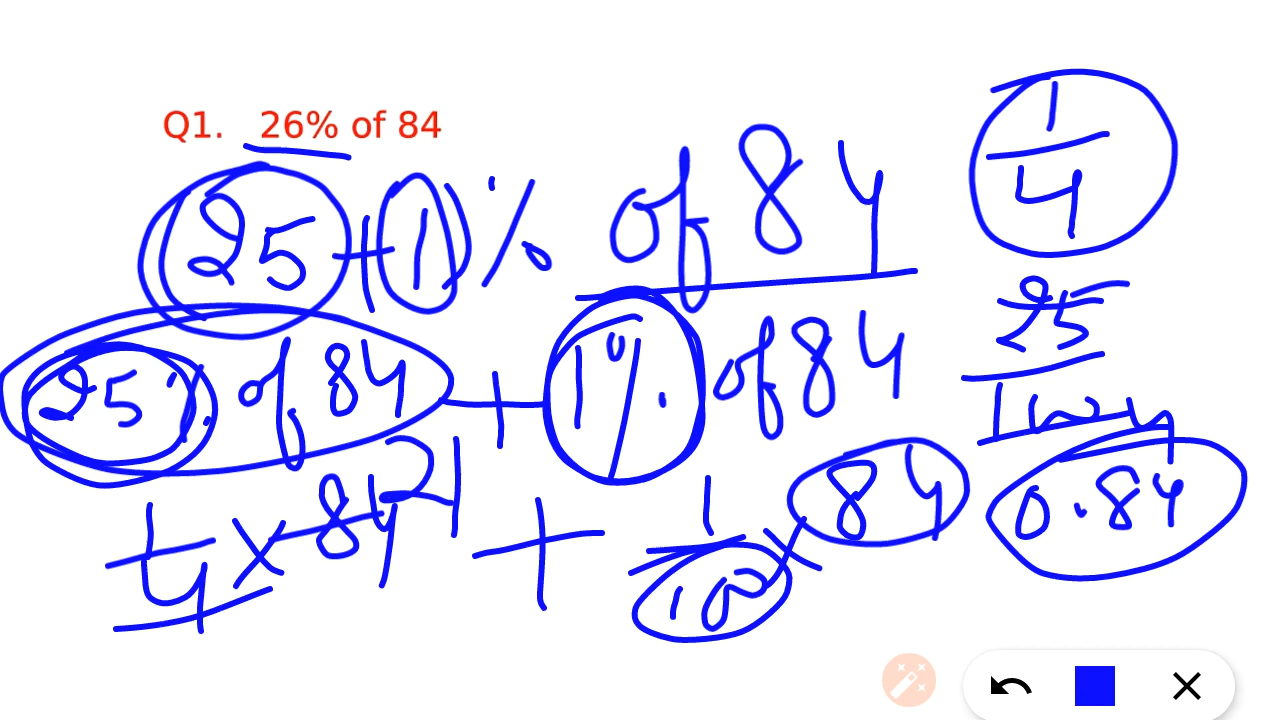 Q1. 26% of 84
(25+1)% of 84
25% of 84 + 1% of 84
1/4 × 84 21 + 1/100 × 84
1/4
25
100 4
0.84